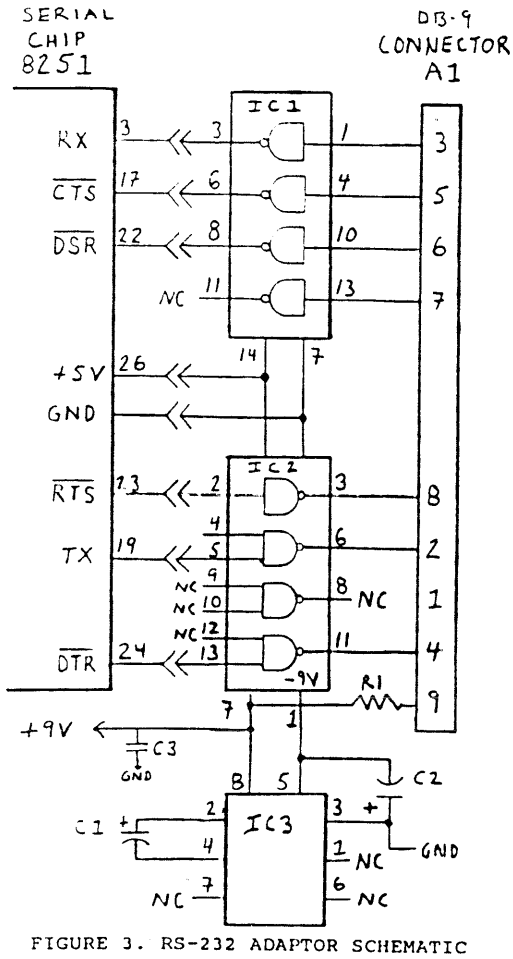 SERIAL CHIP 8251
DB-9 CONNECTOR A1
IC1
RX 3 3 1 3
CTS 17 6 4 5
DSR 22 8 10 6
NC 11 13 7
14 7
+5V 26
GND
IC2
RTS 23 2 3 8
4
TX 19 5 6 2
NC 9
NC 10 8 NC 1
NC 12
DTR 24 13 11 4
-9V
7 1 R1 9
+9V
C3
GND
8 5
C2
C1 + 2 IC3 3 +
4 1 NC GND
NC 7 6 NC
FIGURE 3. RS-232 ADAPTOR SCHEMATIC